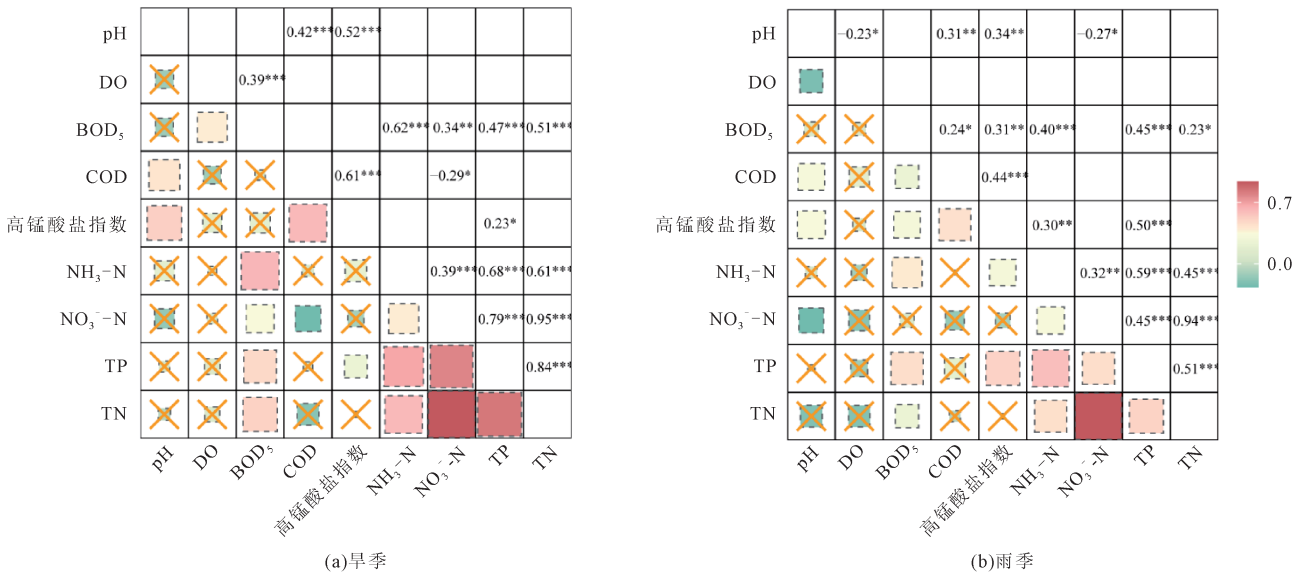 pH 0.42*** 0.52***
DO 0.39***
BOD₅ 0.62*** 0.34** 0.47*** 0.51***
COD 0.61*** −0.29*
高锰酸盐指数 0.23*
NH₃−N 0.39*** 0.68*** 0.61***
NO₃⁻−N 0.79*** 0.95***
TP 0.84***
TN
pH DO BOD₅ COD 高锰酸盐指数 NH₃−N NO₃⁻-N TP TN
(a)旱季
pH −0.23* 0.31** 0.34** −0.27*
DO
BOD₅ 0.24* 0.31** 0.40*** 0.45*** 0.23*
COD 0.44***
高锰酸盐指数 0.30** 0.50***
NH₃−N 0.32** 0.59*** 0.45***
NO₃⁻−N 0.45*** 0.94***
TP 0.51***
TN
pH DO BOD₅ COD 高锰酸盐指数 NH₃−N NO₃⁻-N TP TN
(b)雨季
0.7
0.0